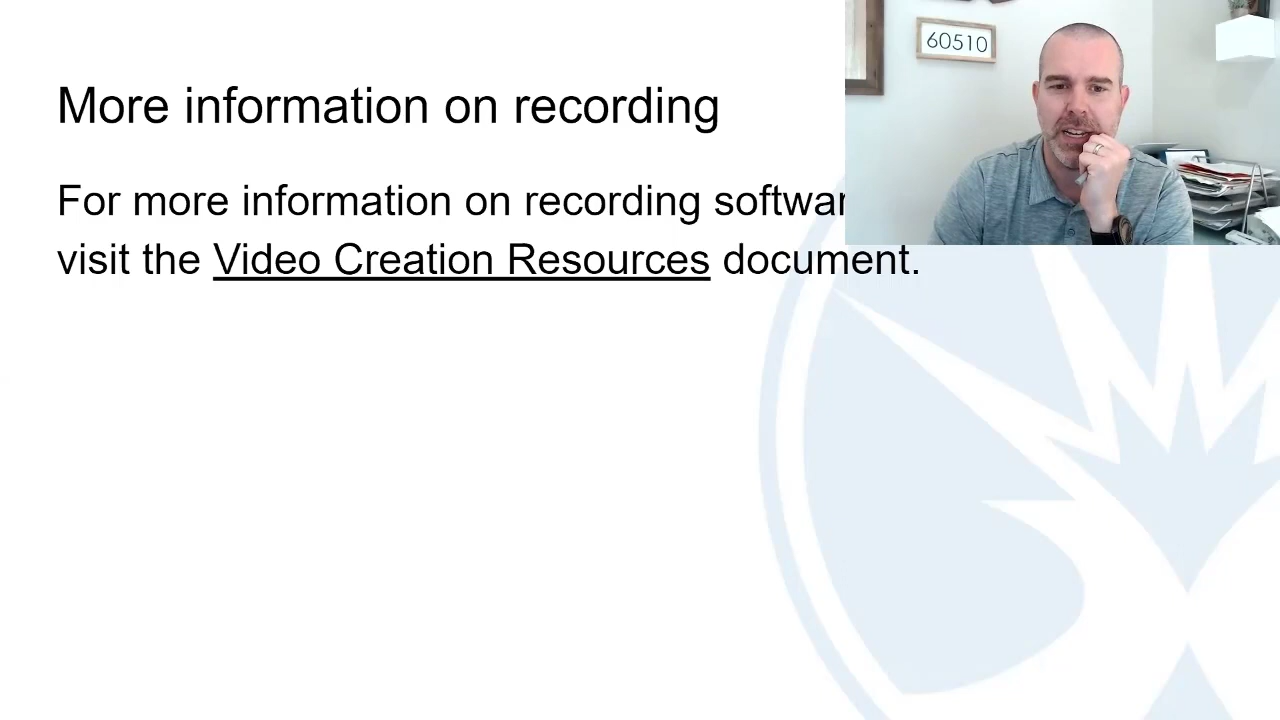 More information on recording
60510
For more information on recording
visit the Video Creation Resources document.